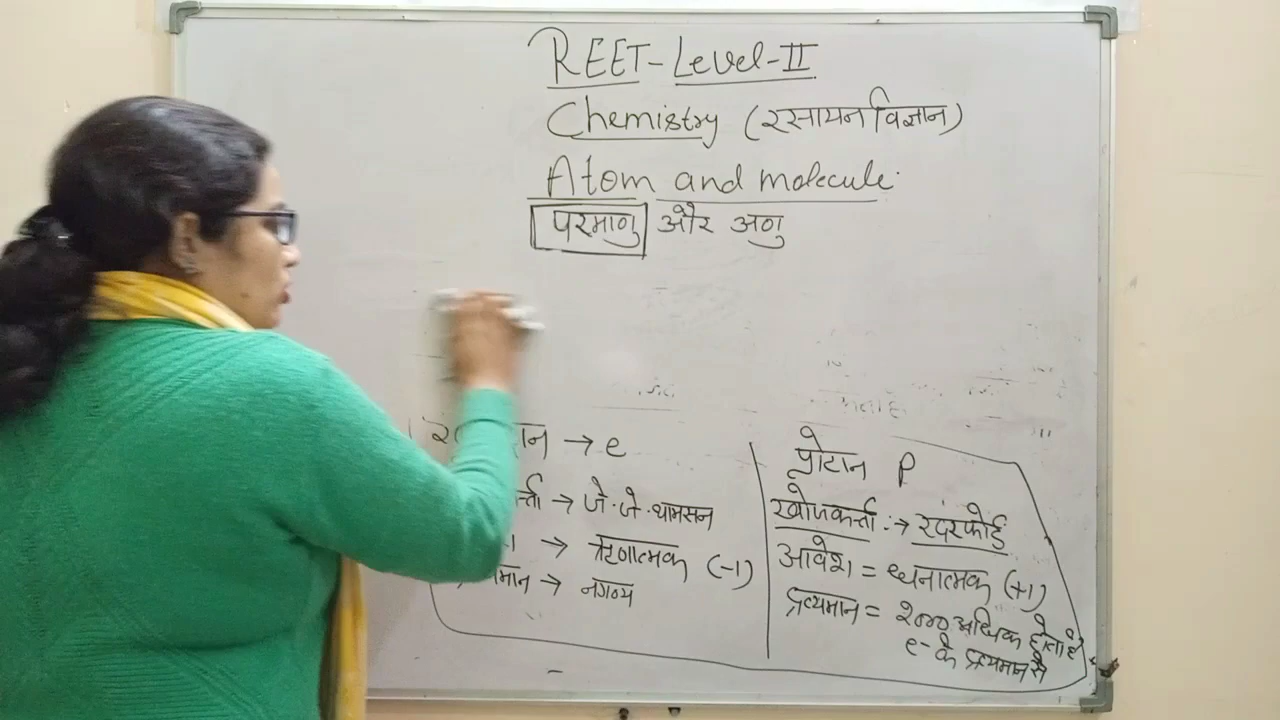 REET-Level-II
Chemistry (रसायन विज्ञान)
Atom and molecule.
परमाणु और अणु
→ e
→ जे.जे.थामसन
→ ऋणात्मक (-1)
→ नगण्य
प्रोटान P
खोजकर्त्ता :→ रदरफोर्ड
आवेश = धनात्मक (+1)
द्रव्यमान = 2000 अधिक होता है
e- के द्रव्यमान से